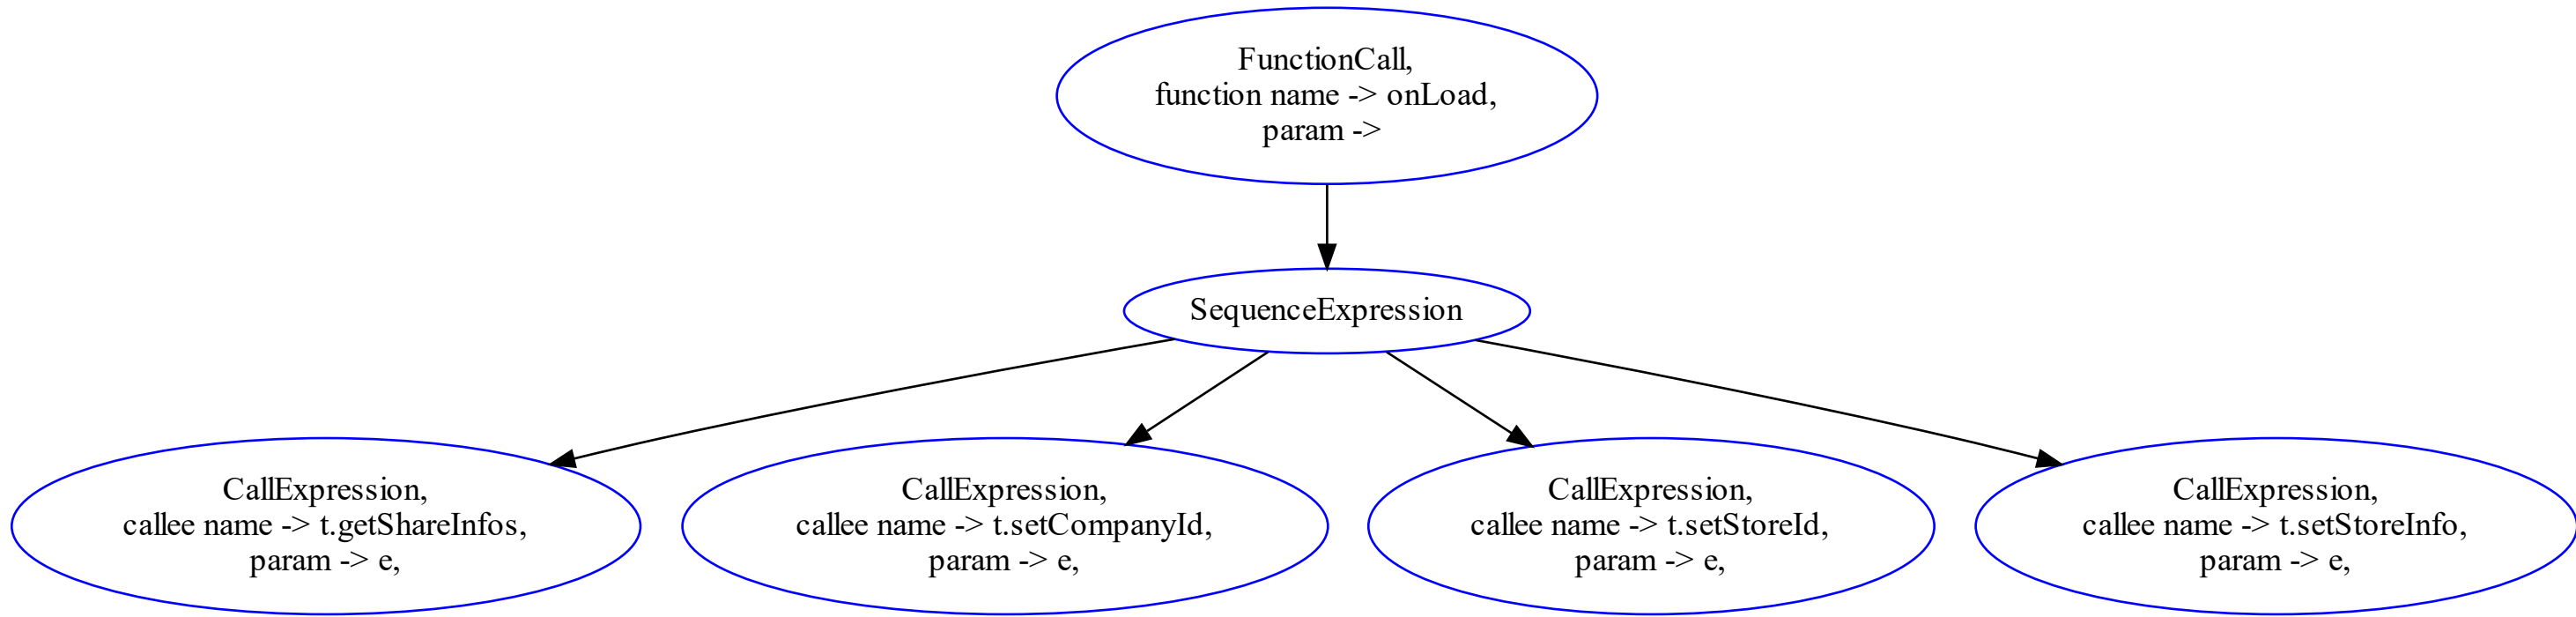 FunctionCall,
function name -> onLoad,
param ->
SequenceExpression
CallExpression,
callee name -> t.getShareInfos,
param -> e,
CallExpression,
callee name -> t.setCompanyId,
param -> e,
CallExpression,
callee name -> t.setStoreId,
param -> e,
CallExpression,
callee name -> t.setStoreInfo,
param -> e,